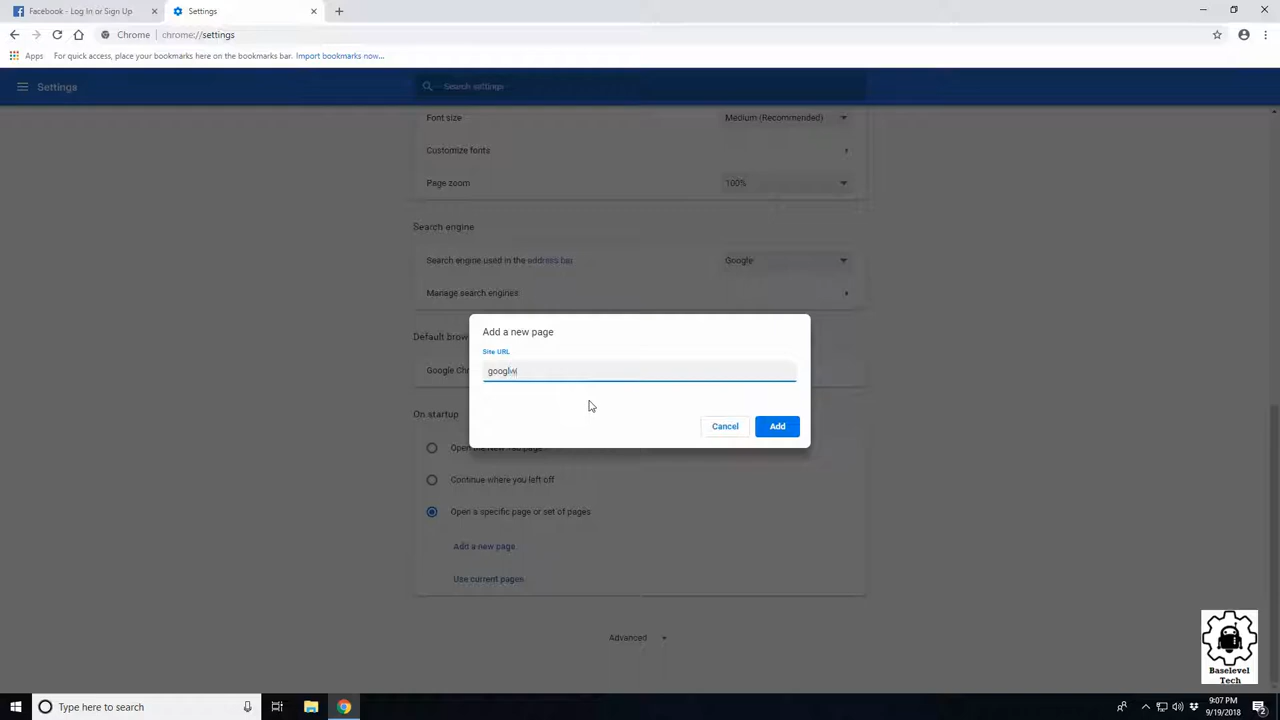 Facebook - Log In or Sign Up
Settings
Chrome | chrome://settings
Apps For quick access, place your bookmarks here on the bookmarks bar. Import bookmarks now...
Settings
Search settings
Font size Medium (Recommended)
Customize fonts
Page zoom 100%
Search engine
Search engine used in the address bar Google
Manage search engines
Add a new page
Site URL
Default brow
Google Chr
Cancel
Add
On startup
Open the New Tab page
Continue where you left off
Open a specific page or set of pages
Add a new page
Use current pages
Advanced
Baselevel
Tech
Type here to search
9:07 PM
9/19/2018
2